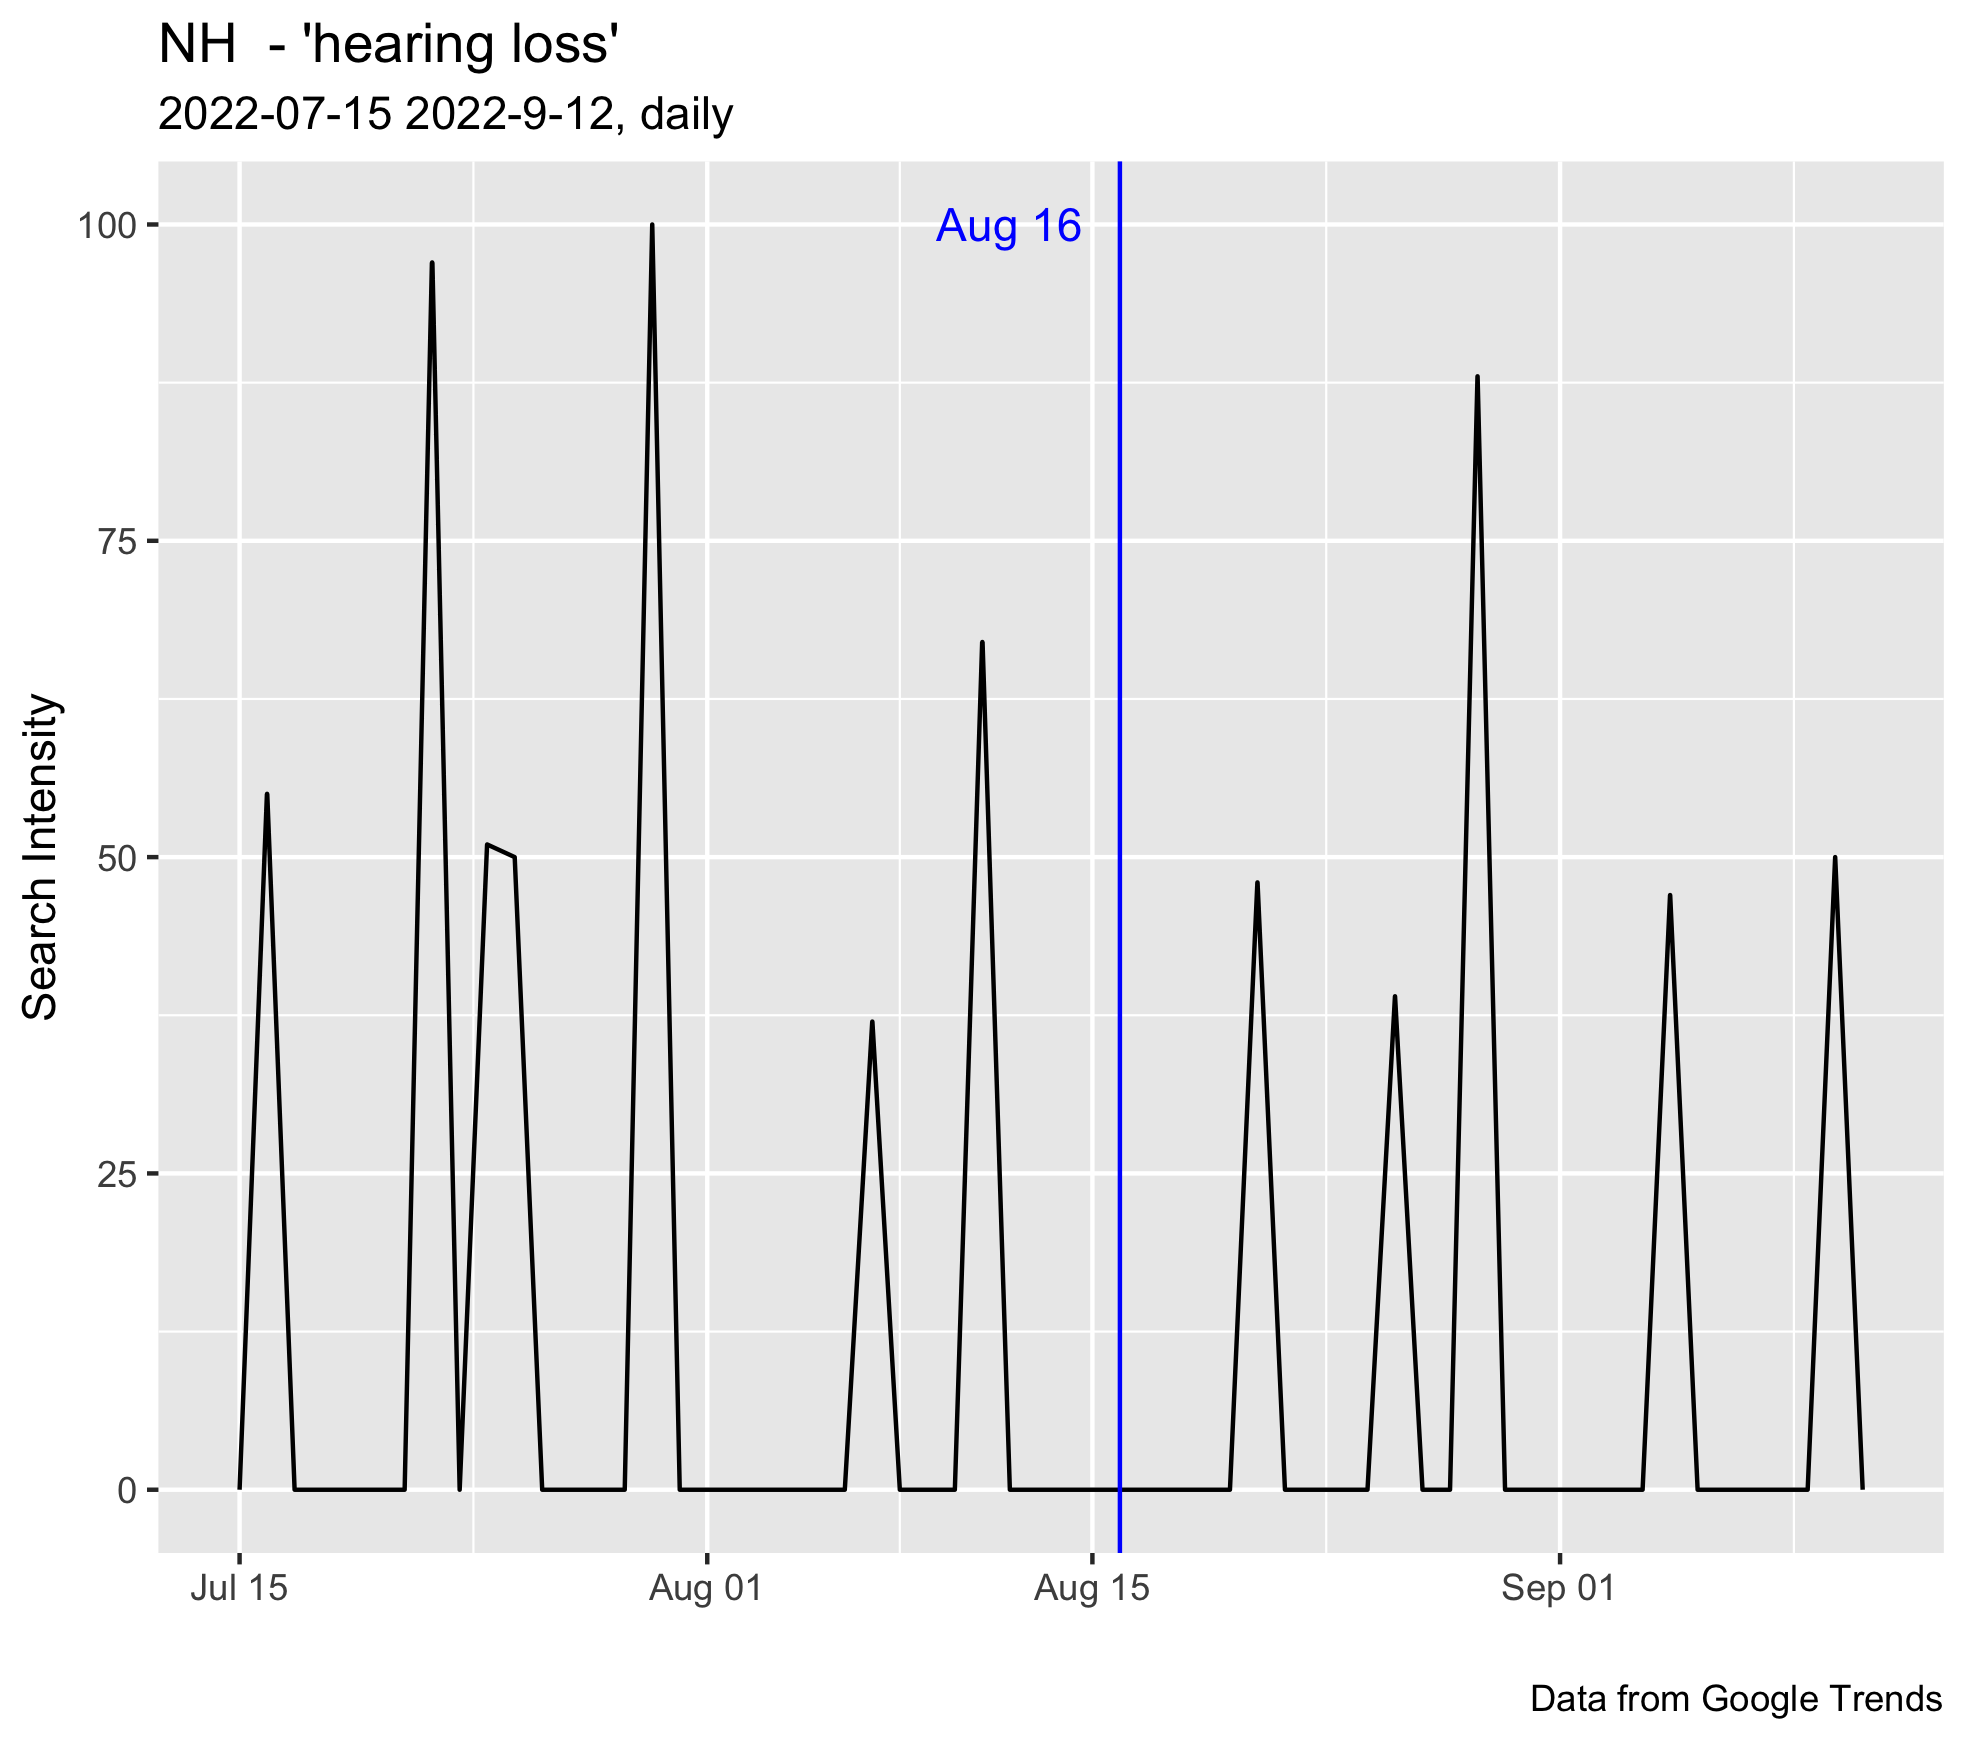 NH  - 'hearing loss'
2022-07-15 2022-9-12, daily
Aug 16
100
75
50
25
0
Search Intensity
Jul 15
Aug 01
Aug 15
Sep 01
Data from Google Trends